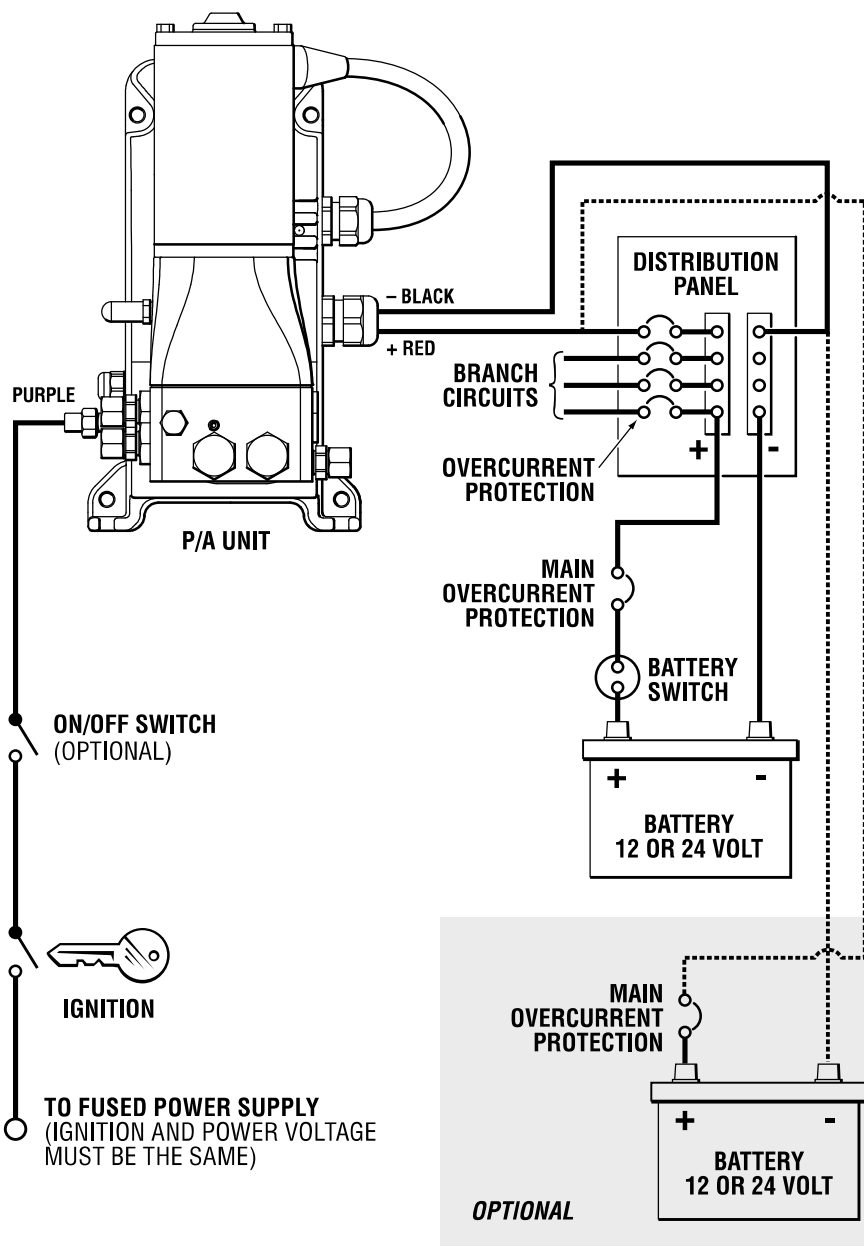 DISTRIBUTION
PANEL
– BLACK
+ RED
BRANCH
CIRCUITS
PURPLE
+ -
OVERCURRENT
PROTECTION
P/A UNIT
MAIN
OVERCURRENT
PROTECTION
BATTERY
SWITCH
ON/OFF SWITCH
(OPTIONAL)
+ -
BATTERY
12 OR 24 VOLT
IGNITION
MAIN
OVERCURRENT
PROTECTION
TO FUSED POWER SUPPLY
(IGNITION AND POWER VOLTAGE
MUST BE THE SAME)
+ -
BATTERY
12 OR 24 VOLT
OPTIONAL